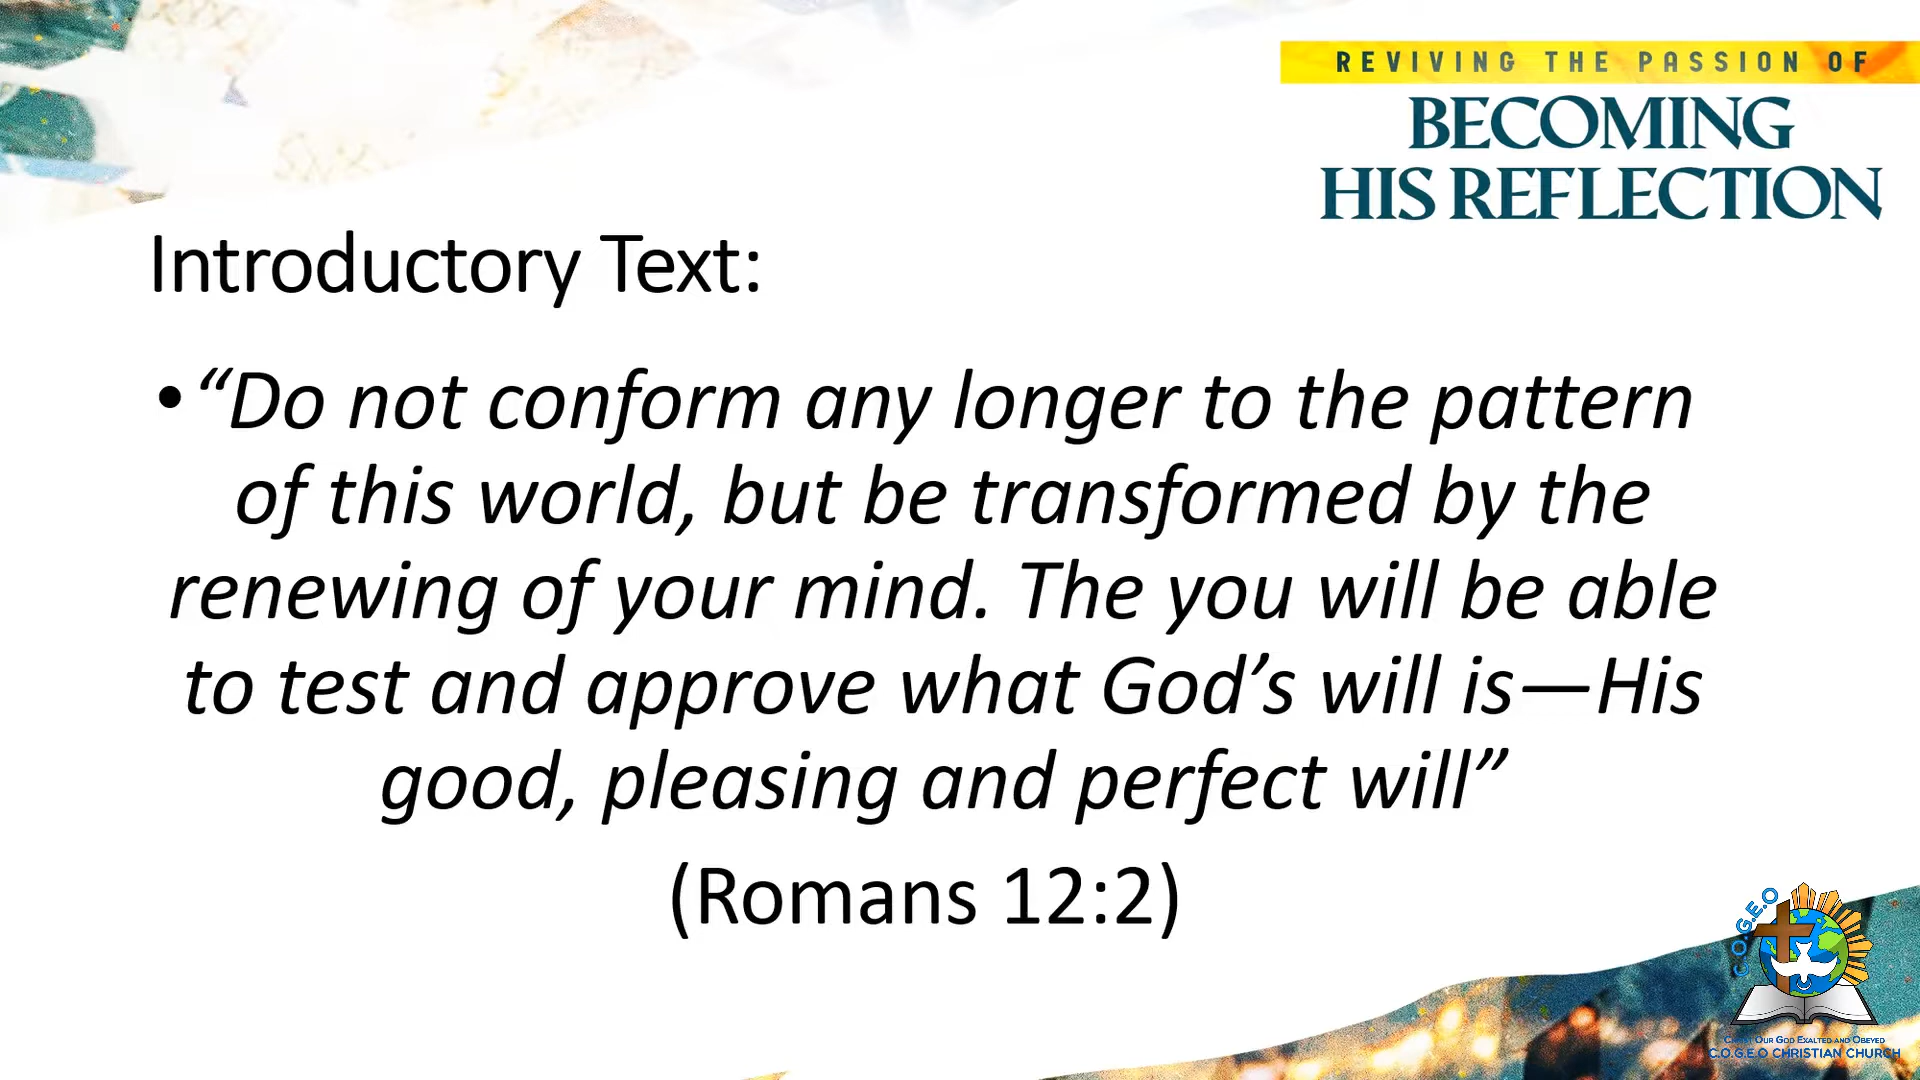 REVIVING THE PASSION OF
BECOMING
HIS REFLECTION
Introductory Text:
•“Do not conform any longer to the pattern
of this world, but be transformed by the
renewing of your mind. The you will be able
to test and approve what God’s will is—His
good, pleasing and perfect will”
(Romans 12:2)
C.O.G.E.O
CHRIST OUR GOD EXALTED AND OBEYED
C.O.G.E.O CHRISTIAN CHURCH